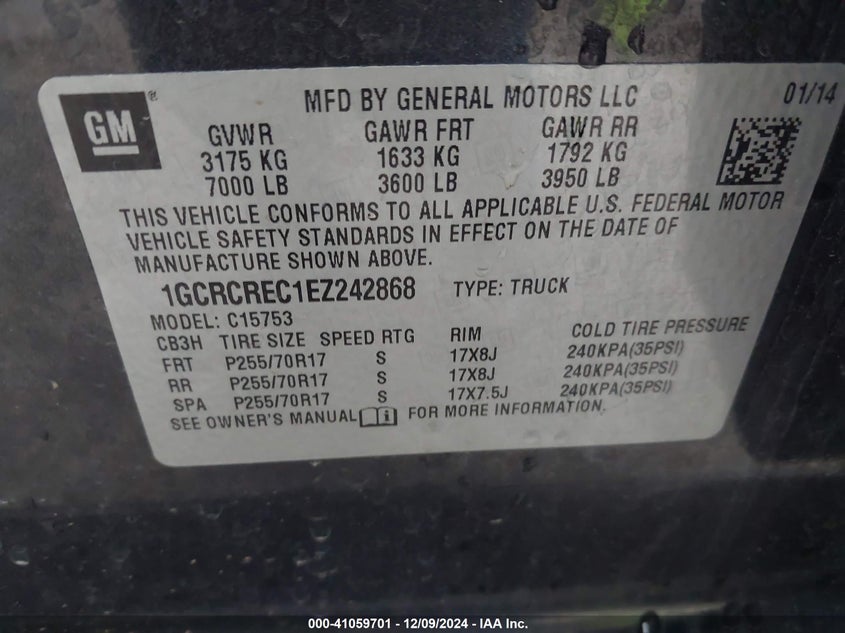 GM®
MFD BY GENERAL MOTORS LLC 01/14
GVWR GAWR FRT GAWR RR
3175 KG 1633 KG 1792 KG
7000 LB 3600 LB 3950 LB
THIS VEHICLE CONFORMS TO ALL APPLICABLE U.S. FEDERAL MOTOR
VEHICLE SAFETY STANDARDS IN EFFECT ON THE DATE OF
MANUFACTURE SHOWN ABOVE.
1GCRCREC1EZ242868 TYPE: TRUCK
MODEL: C15753
CB3H TIRE SIZE SPEED RTG RIM COLD TIRE PRESSURE
FRT P255/70R17 S 17X8J 240KPA(35PSI)
RR P255/70R17 S 17X8J 240KPA(35PSI)
SPA P255/70R17 S 17X7.5J 240KPA(35PSI)
SEE OWNER'S MANUAL FOR MORE INFORMATION.
000-41059701 - 12/09/2024 - IAA Inc.